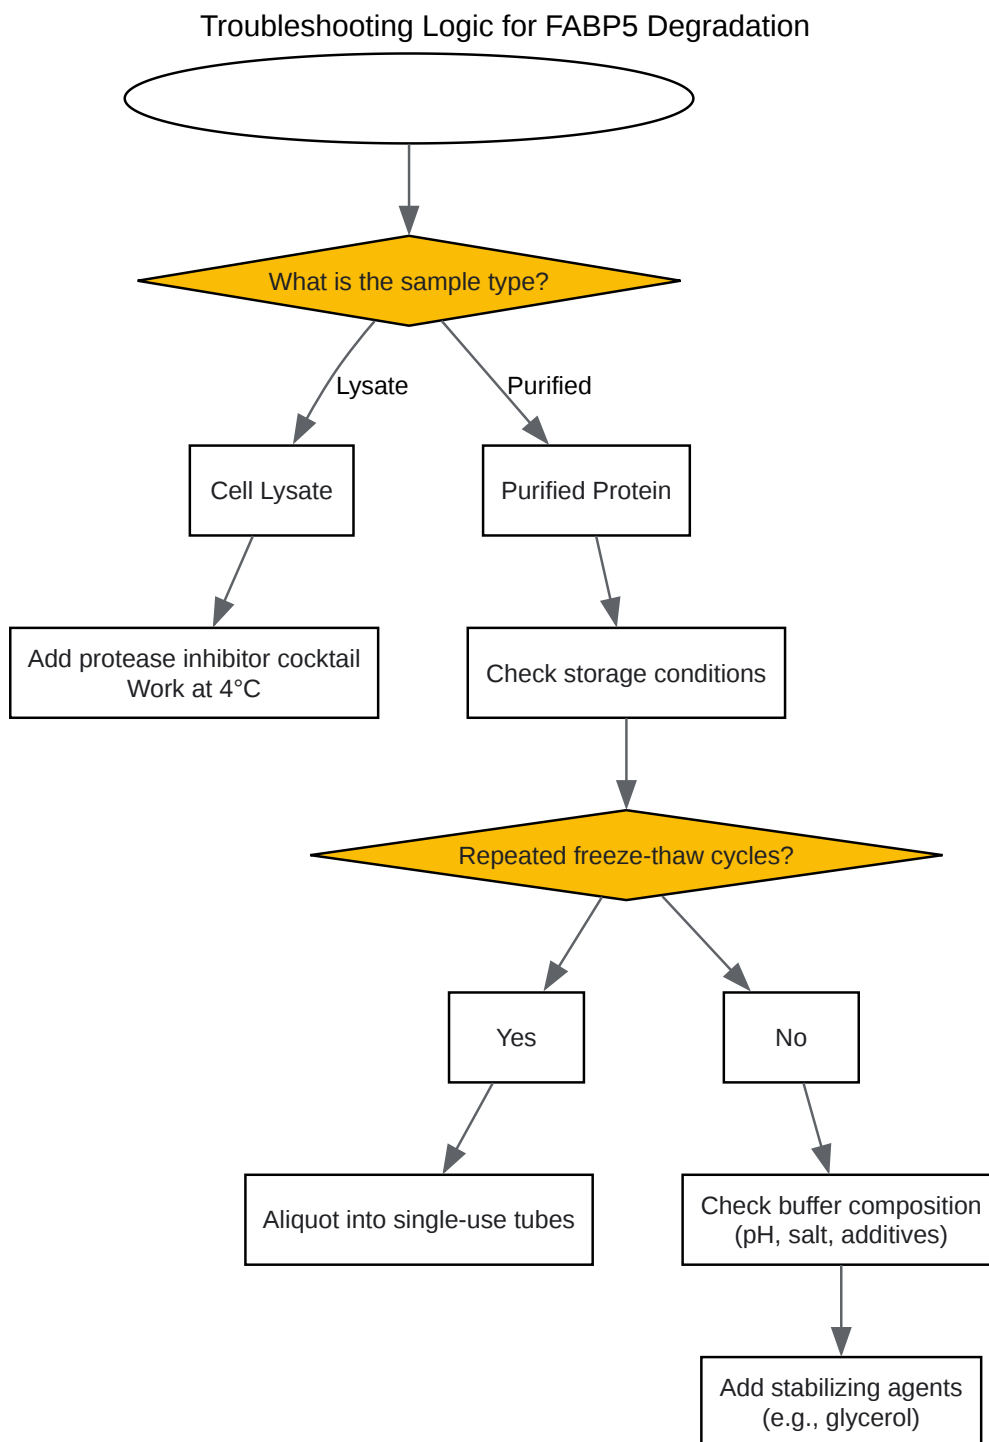 Troubleshooting Logic for FABP5 Degradation
What is the sample type?
Lysate
Purified
Cell Lysate
Purified Protein
Add protease inhibitor cocktail
Work at 4°C
Check storage conditions
Repeated freeze-thaw cycles?
Yes
No
Aliquot into single-use tubes
Check buffer composition
(pH, salt, additives)
Add stabilizing agents
(e.g., glycerol)